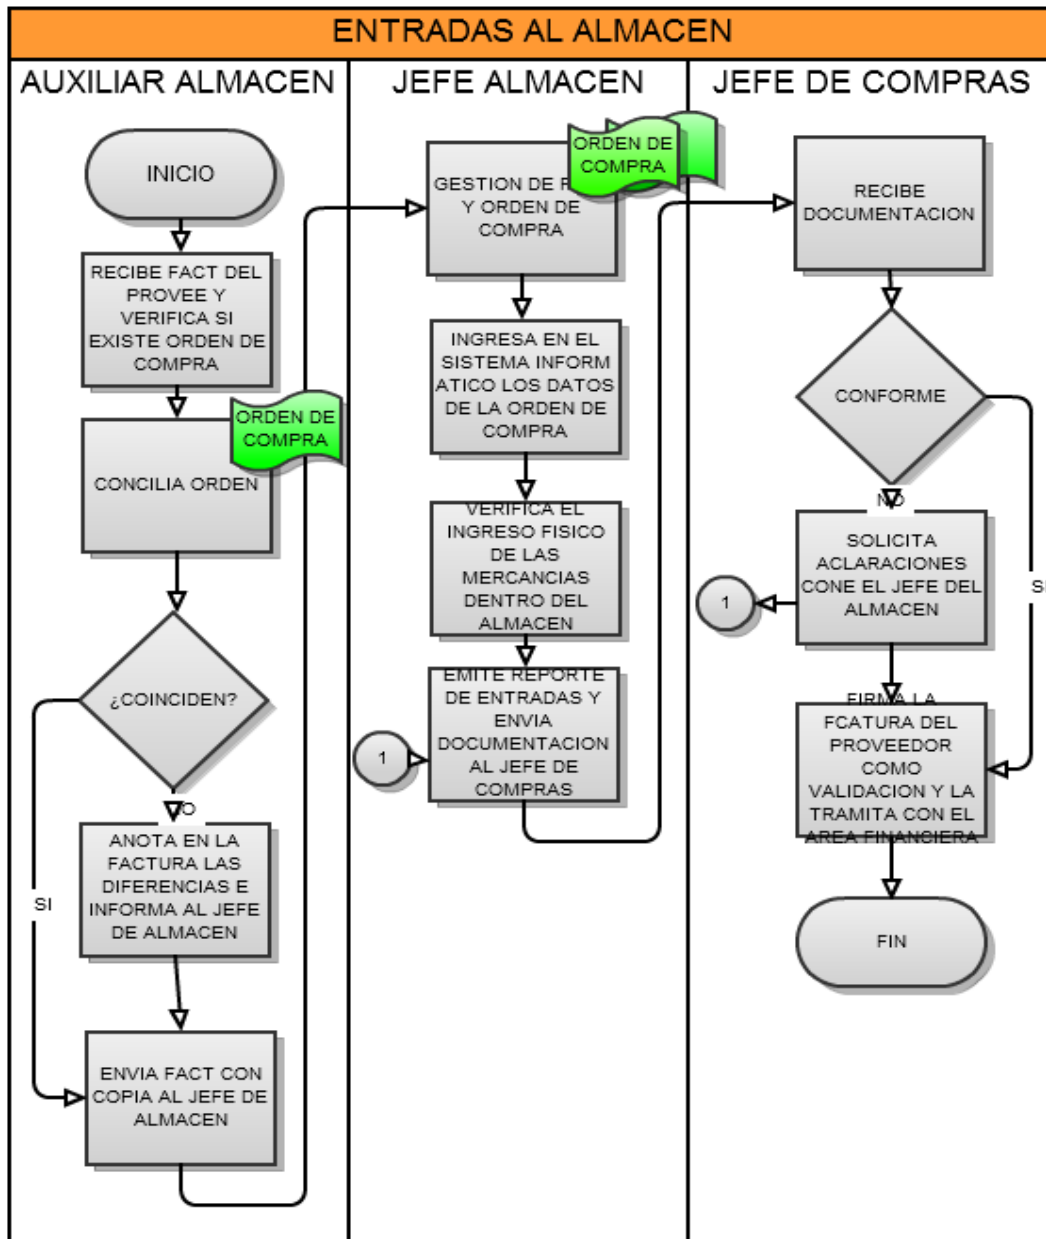 ENTRADAS AL ALMACEN
AUXILIAR ALMACEN
INICIO
RECIBE FACT DEL
PROVEE Y
VERIFICA SI
EXISTE ORDEN DE
COMPRA
ORDEN DE
COMPRA
CONCILIA ORDEN
¿COINCIDEN?
NO
SI
ANOTA EN LA
FACTURA LAS
DIFERENCIAS E
INFORMA AL JEFE
DE ALMACEN
ENVIA FACT CON
COPIA AL JEFE DE
ALMACEN
JEFE ALMACEN
ORDEN DE
COMPRA
GESTION DE
Y ORDEN DE
COMPRA
INGRESA EN EL
SISTEMA INFORM
ATICO LOS DATOS
DE LA ORDEN DE
COMPRA
VERIFICA EL
INGRESO FISICO
DE LAS
MERCANCIAS
DENTRO DEL
ALMACEN
EMITE REPORTE
DE ENTRADAS Y
ENVIA
DOCUMENTACION
AL JEFE DE
COMPRAS
1
JEFE DE COMPRAS
RECIBE
DOCUMENTACION
CONFORME
NO
SI
SOLICITA
ACLARACIONES
CONE EL JEFE DEL
ALMACEN
1
FIRMA LA
FCATURA DEL
PROVEEDOR
COMO
VALIDACION Y LA
TRAMITA CON EL
AREA FINANCIERA
FIN